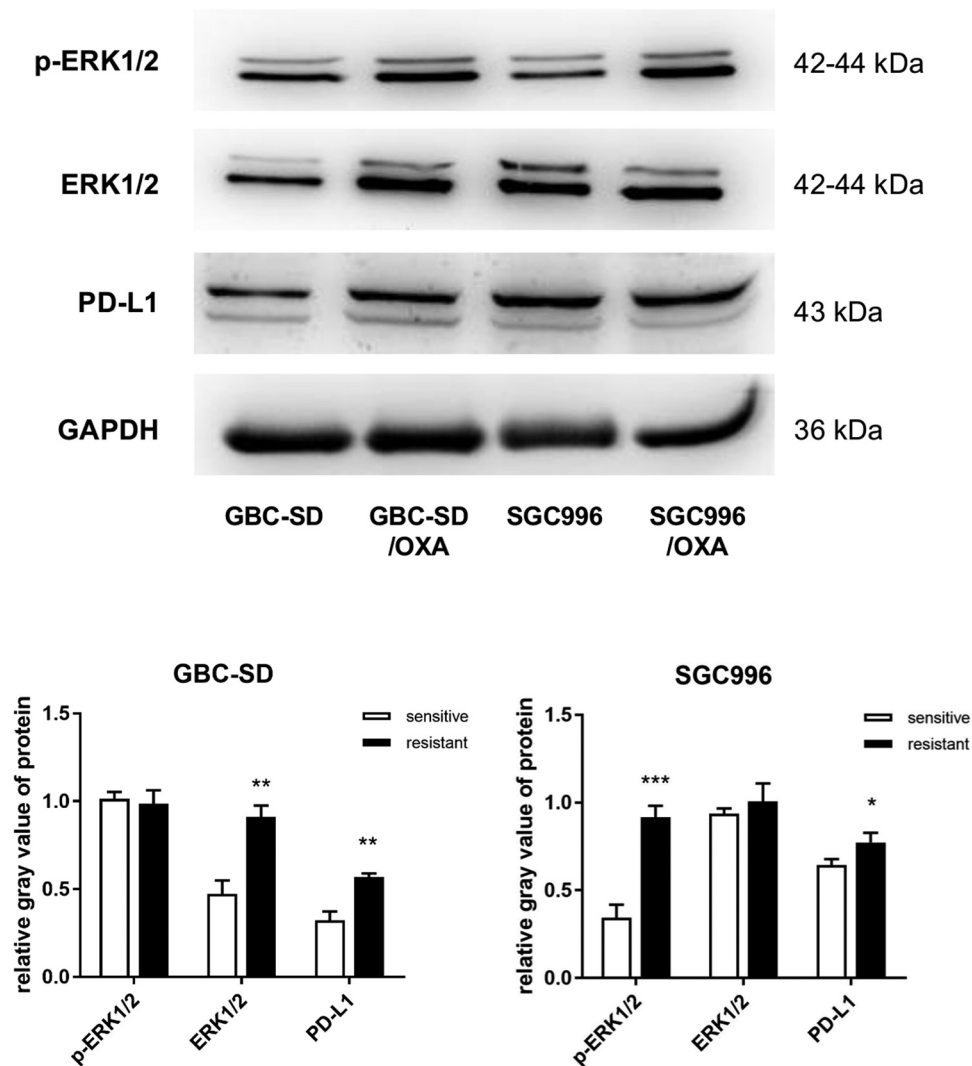 p-ERK1/2 42-44 kDa
ERK1/2 42-44 kDa
PD-L1 43 kDa
GAPDH 36 kDa
GBC-SD GBC-SD /OXA SGC996 SGC996 /OXA
GBC-SD
relative gray value of protein
1.5
1.0
0.5
0.0
sensitive
resistant
**
**
p-ERK1/2 ERK1/2 PD-L1
SGC996
relative gray value of protein
1.5
1.0
0.5
0.0
sensitive
resistant
***
*
p-ERK1/2 ERK1/2 PD-L1